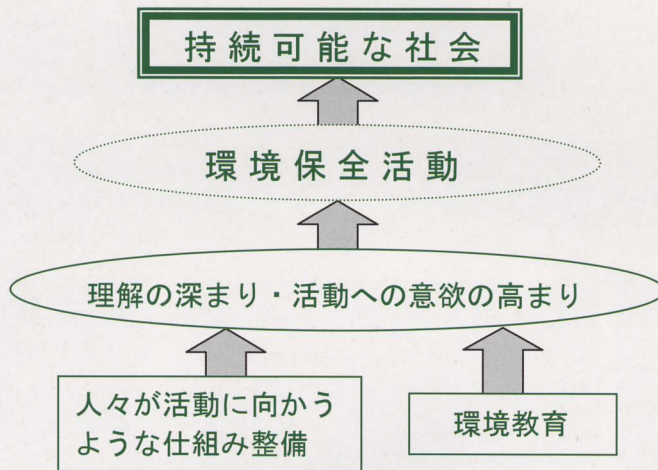 持続可能な社会
環境保全活動
理解の深まり・活動への意欲の高まり
人々が活動に向かう
ような仕組み整備
環境教育